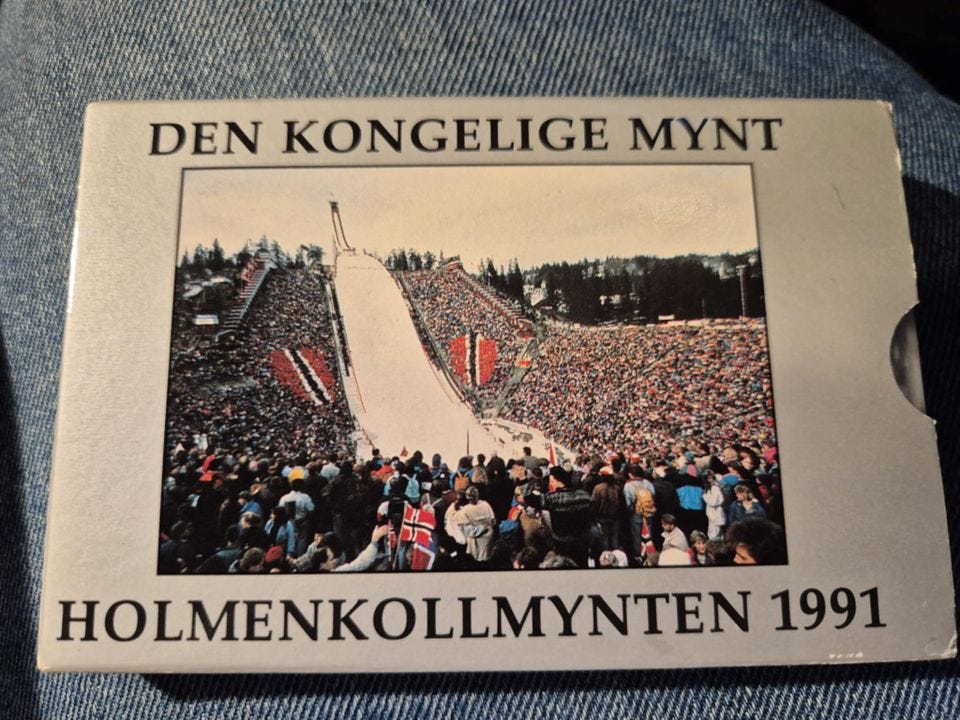 DEN KONGELIGE MYNT
HOLMENKOLLMYNTEN 1991